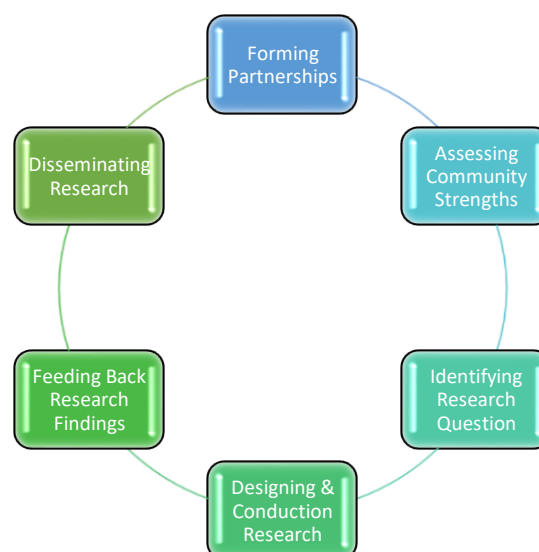 Forming
Partnerships
Assessing
Community
Strengths
Identifying
Research
Question
Designing &
Conduction
Research
Feeding Back
Research
Findings
Disseminating
Research